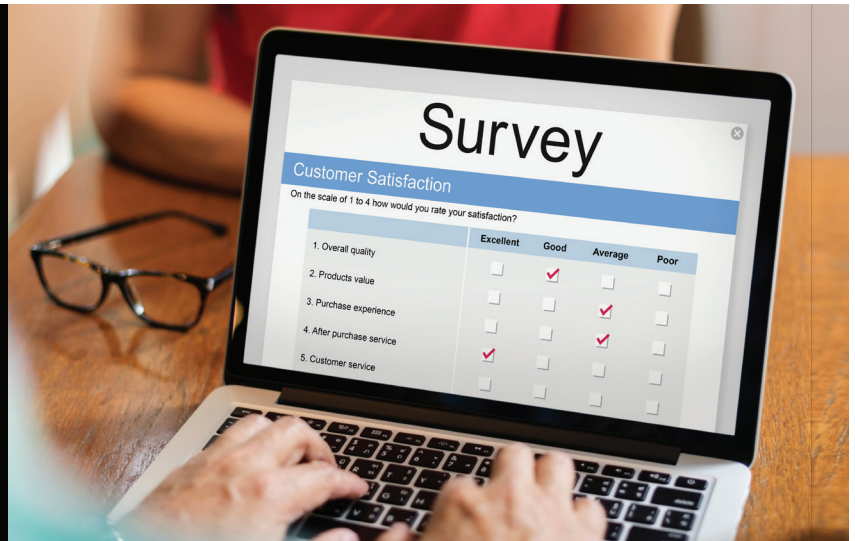 Survey
Customer Satisfaction
On the scale of 1 to 4 how would you rate your satisfaction?
Excellent Good Average Poor
1. Overall quality
2. Products value
3. Purchase experience
4. After purchase service
5. Customer service
delete